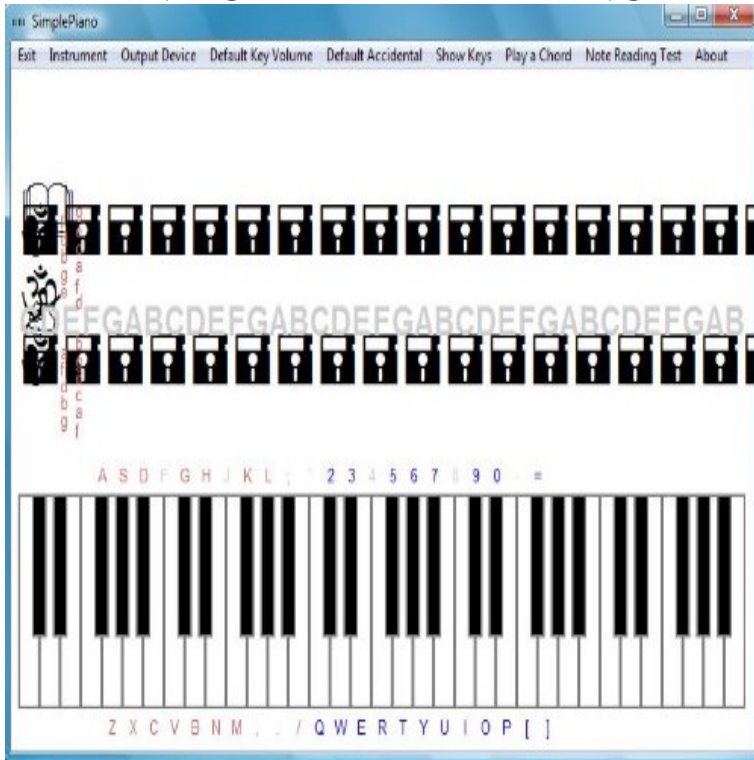 SimplePiano
Exit Instrument Output Device Default Key Volume Default Accidental Show Keys Play a Chord Note Reading Test About
CDEFGABCDEFGABCDEFGABCDEFGABCDEFGAB
A S D F G H J K L ; ' 2 3 4 5 6 7 8 9 0 - =
Z X C V B N M , . / Q W E R T Y U I O P [ ]